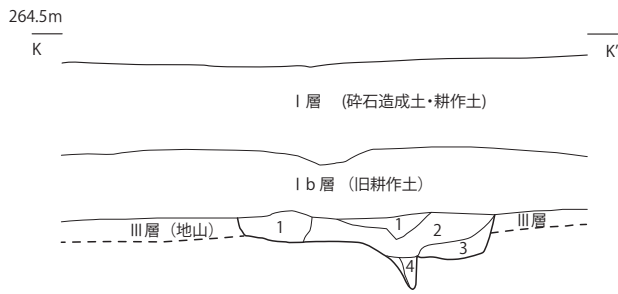 264.5m
K K′
Ⅰ層 (砕石造成土・耕作土)
Ⅰb層 (旧耕作土)
Ⅲ層 (地山) 1 1 2 Ⅲ層
3
4